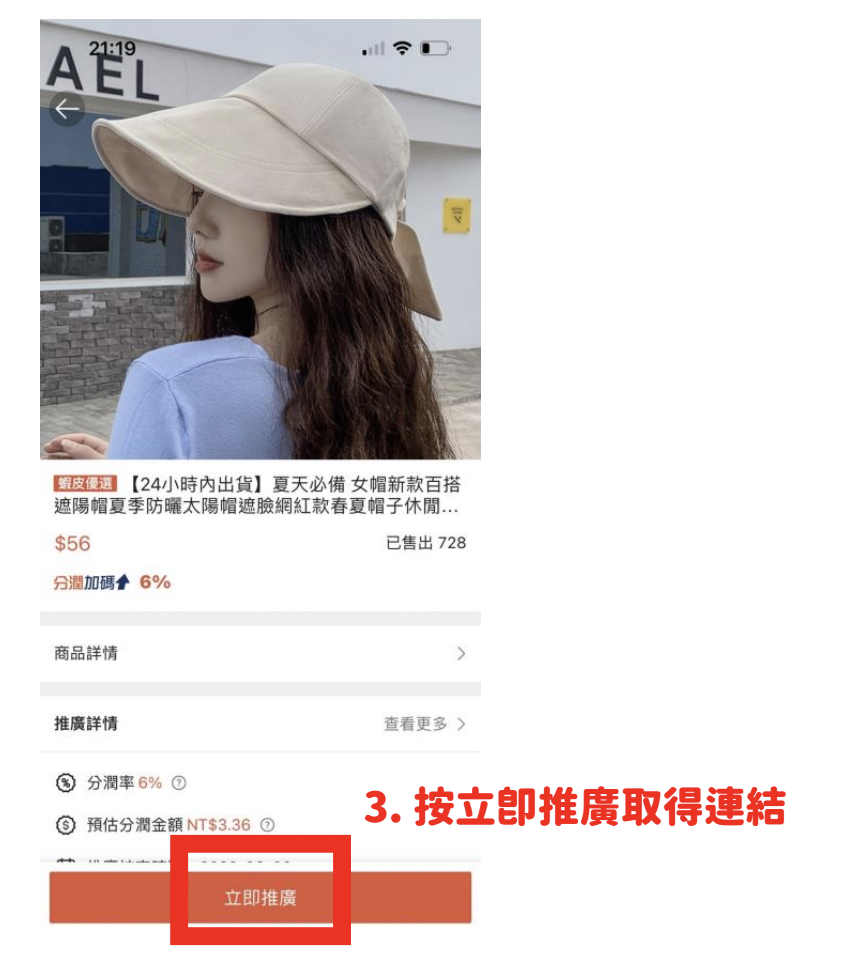 21:19
AEL
蝦皮優選 【24小時內出貨】夏天必備 女帽新款百搭
遮陽帽夏季防曬太陽帽遮臉網紅款春夏帽子休閒...
$56 已售出 728
分潤加碼 6%
商品詳情
推廣詳情 查看更多
分潤率 6%
預估分潤金額 NT$3.36
3. 按立即推廣取得連結
立即推廣